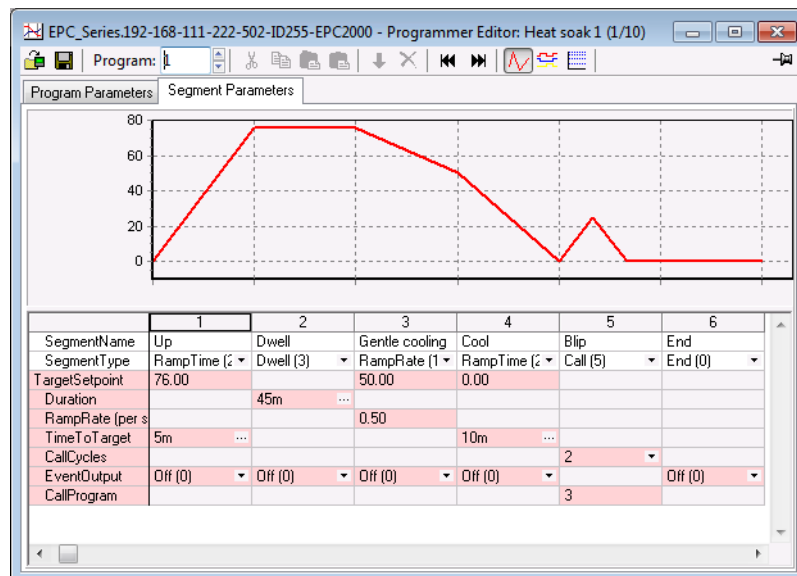 EPC_Series.192-168-111-222-502-ID255-EPC2000 - Programmer Editor: Heat soak 1 (1/10)
Program: 1
Program Parameters Segment Parameters
80
60
40
20
0
1 2 3 4 5 6
SegmentName Up Dwell Gentle cooling Cool Blip End
SegmentType RampTime (2 Dwell (3) RampRate (1 RampTime (2 Call (5) End (0)
TargetSetpoint 76.00 50.00 0.00
Duration 45m ...
RampRate (per s 0.50
TimeToTarget 5m ... 10m ...
CallCycles 2
EventOutput Off (0) Off (0) Off (0) Off (0) Off (0)
CallProgram 3